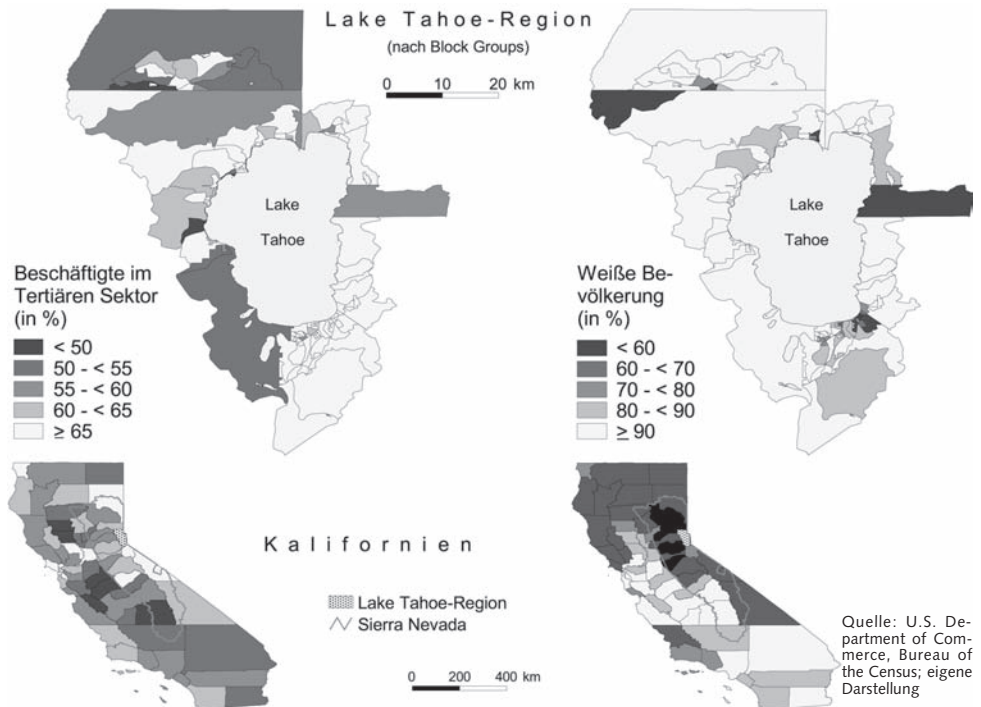 Lake Tahoe-Region
(nach Block Groups)
0 10 20 km
Lake
Tahoe
Lake
Tahoe
Beschäftigte im
Tertiären Sektor
(in %)
< 50
50 - < 55
55 - < 60
60 - < 65
≥ 65
Weiße Be-
völkerung
(in %)
< 60
60 - < 70
70 - < 80
80 - < 90
≥ 90
Kalifornien
Lake Tahoe-Region
Sierra Nevada
0 200 400 km
Quelle: U.S. De-
partment of Com-
merce, Bureau of
the Census; eigene
Darstellung